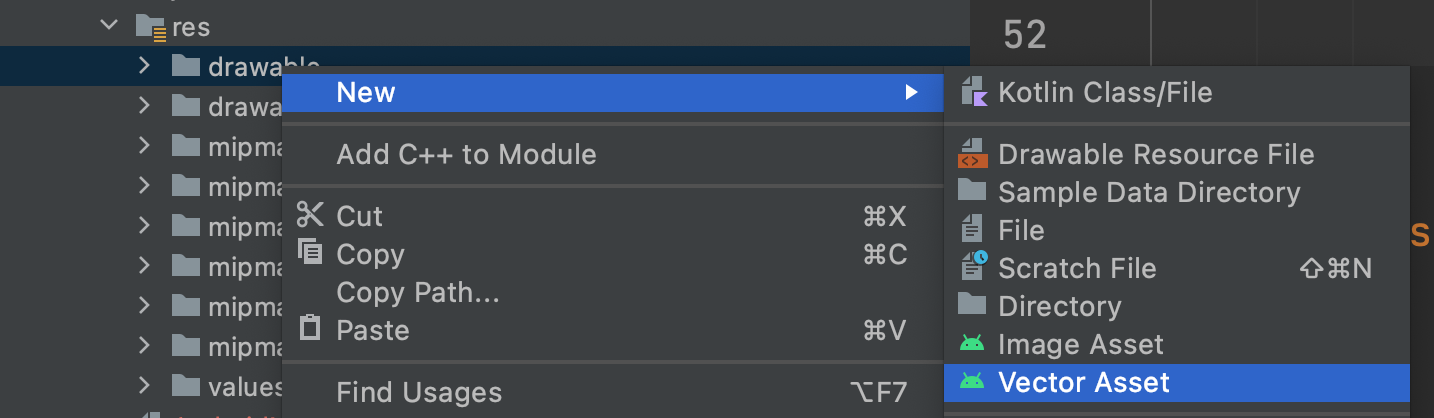 res
52
drawable
New
Kotlin Class/File
drawa
mipma
Add C++ to Module
Drawable Resource File
mipma
Sample Data Directory
Cut ⌘X
mipma
File
s
Copy ⌘C
mipma
Scratch File ⇧⌘N
Copy Path...
mipma
Directory
Paste ⌘V
mipma
Image Asset
values
Find Usages ⌥F7
Vector Asset